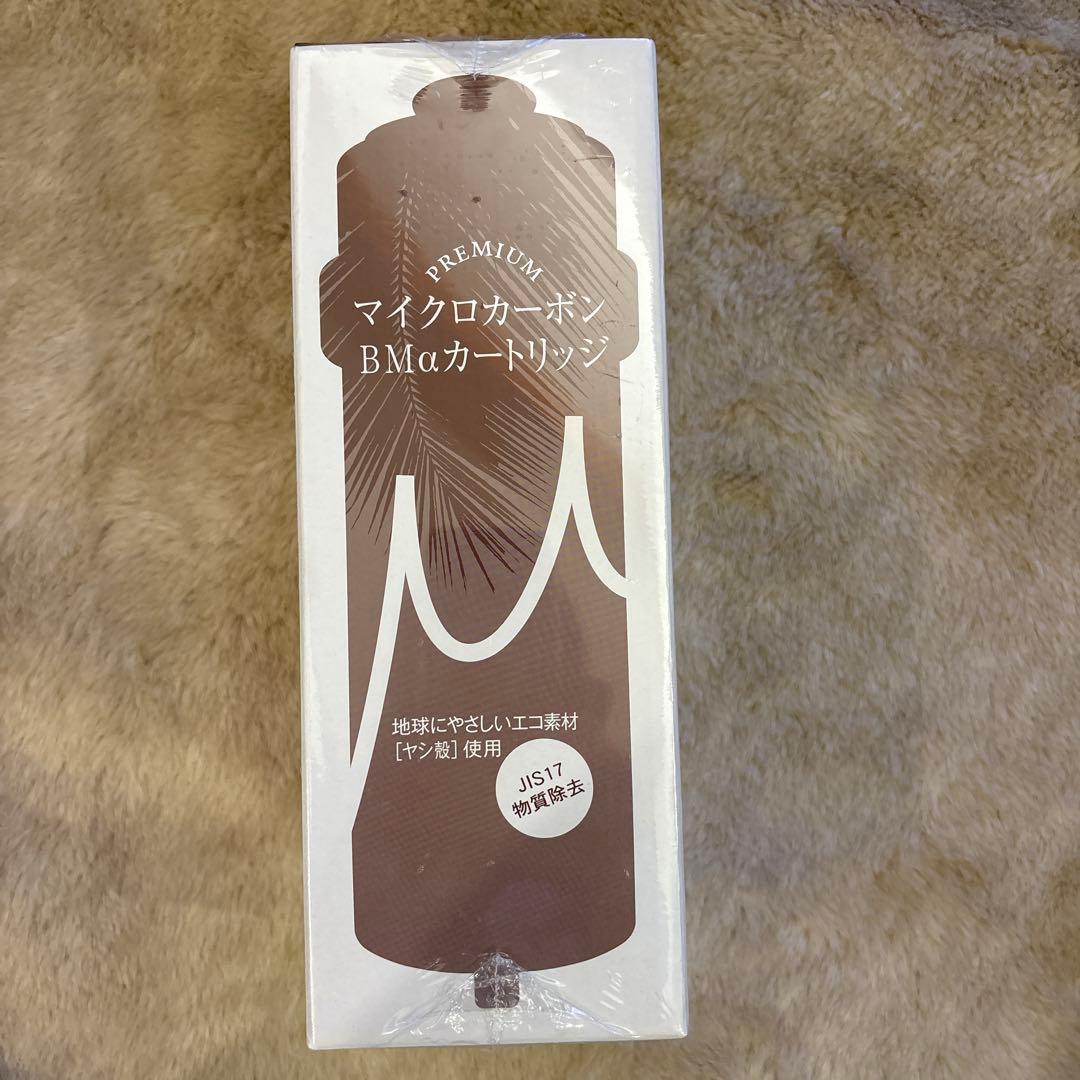 PREMIUM
マイクロカーボン
BMαカートリッジ
地球にやさしいエコ素材
[ヤシ殻]使用
JIS17
物質除去